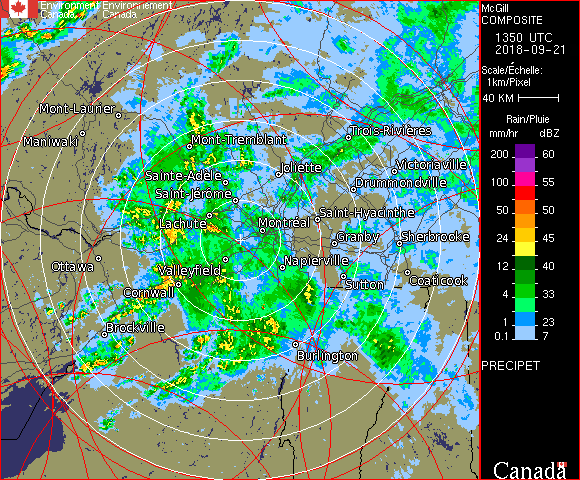 Environment Environnement
Canada Canada
McGill
COMPOSITE
1350 UTC
2018-09-21
Scale/Échelle:
1km/Pixel
40 KM
Rain/Pluie
mm/hr dBZ
200 60
100 55
50 50
24 45
12 40
4 33
1 23
0.1 7
PRECIPET
Canada
Mont-Laurier
Maniwaki
Mont-Tremblant
Trois-Rivières
Joliette
Victoriaville
Sainte-Adèle
Drummondville
Saint-Jérôme
Saint-Hyacinthe
Lachute
Montréal
Granby
Sherbrooke
Ottawa
Valleyfield
Napierville
Coaticook
Cornwall
Sutton
Brockville
Burlington